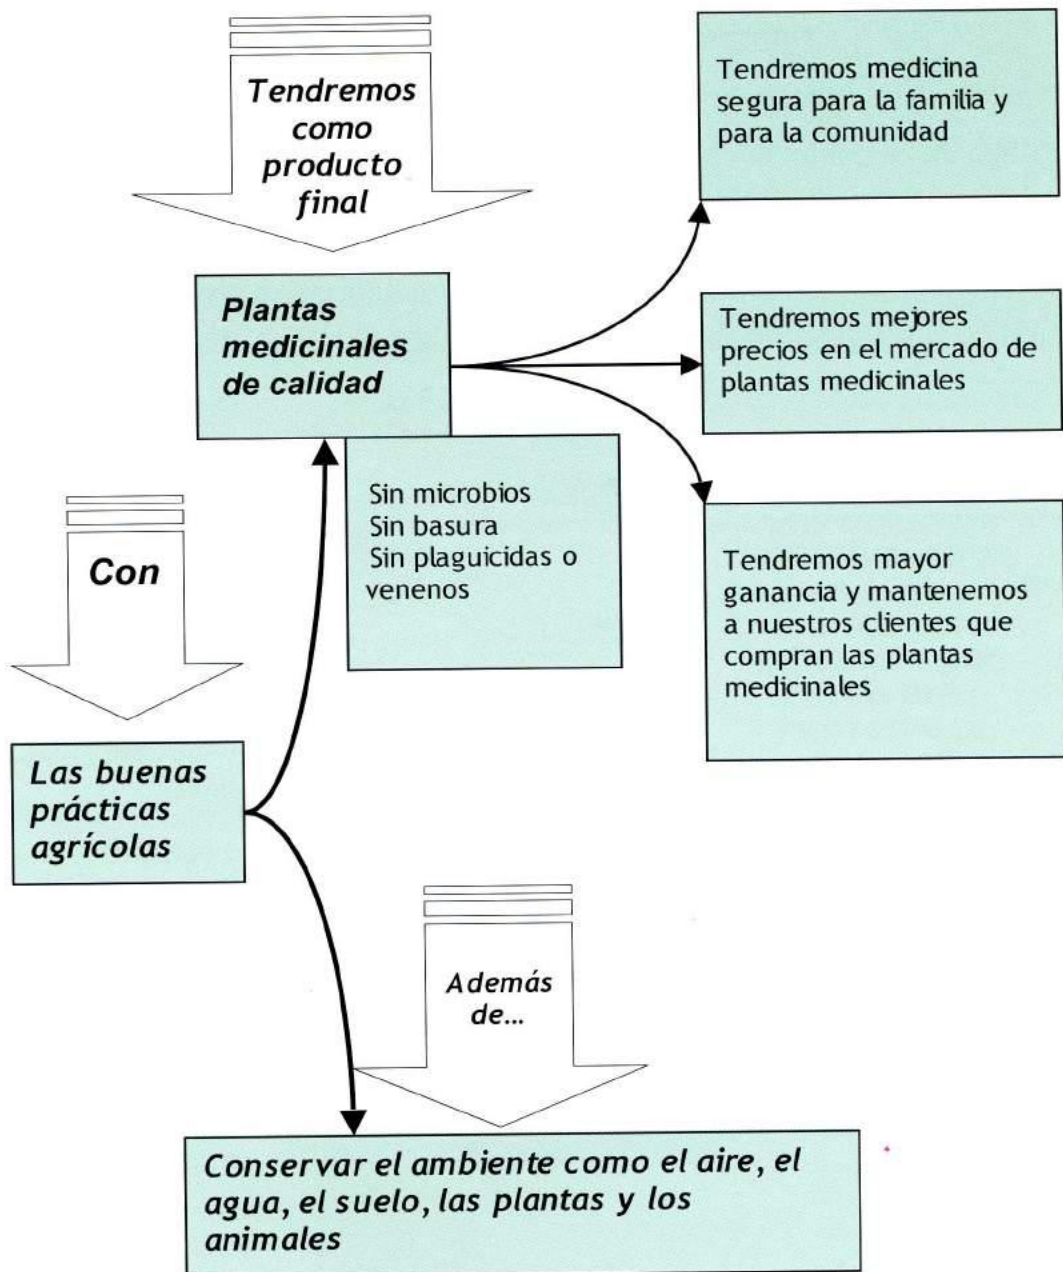 Tendremos
como
producto
final
Tendremos medicina
segura para la familia y
para la comunidad
Plantas
medicinales
de calidad
Tendremos mejores
precios en el mercado de
plantas medicinales
Sin microbios
Sin basura
Sin plaguicidas o
venenos
Con
Tendremos mayor
ganancia y mantenemos
a nuestros clientes que
compran las plantas
medicinales
Las buenas
prácticas
agrícolas
Además
de...
Conservar el ambiente como el aire, el
agua, el suelo, las plantas y los
animales